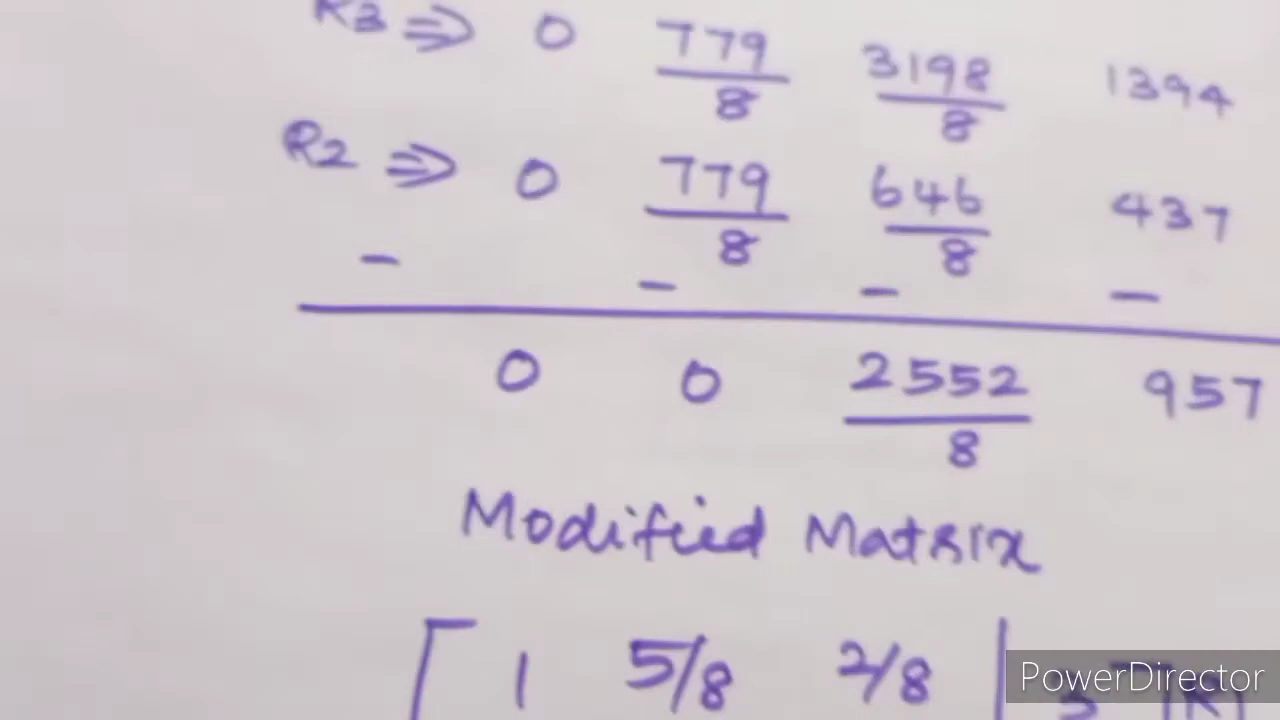 R3 ⇒ 0 779/8 3198/8 1394
R2 ⇒ 0 779/8 646/8 437
- - - -
0 0 2552/8 957
Modified Matrix
1 5/8 2/8
PowerDirector